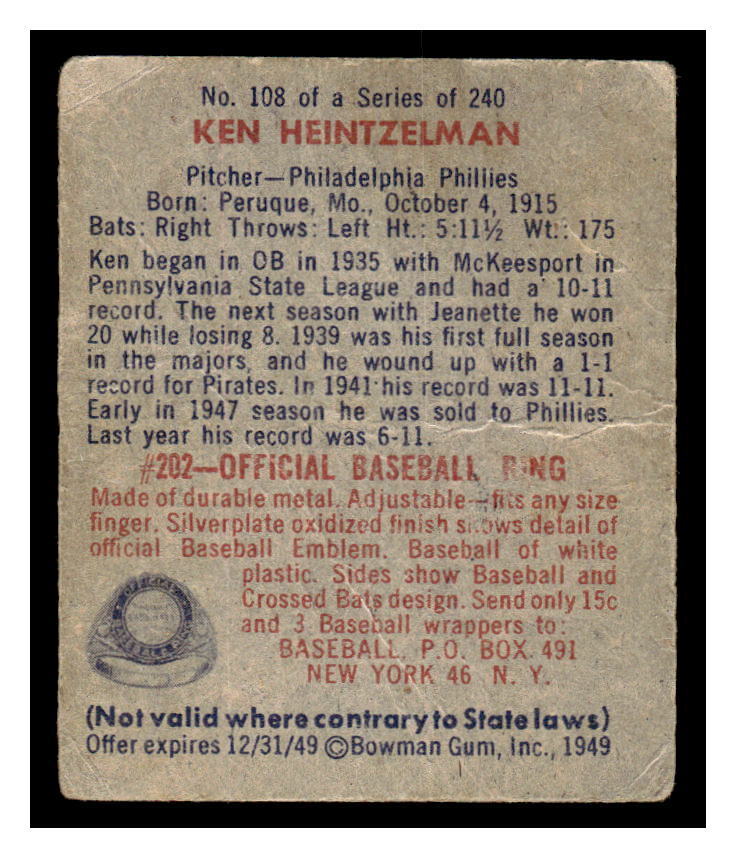 No. 108 of a Series of 240
KEN HEINTZELMAN
Pitcher—Philadelphia Phillies
Born: Peruque, Mo., October 4, 1915
Bats: Right Throws: Left Ht.: 5:11½ Wt.: 175
Ken began in OB in 1935 with McKeesport in
Pennsylvania State League and had a 10-11
record. The next season with Jeanette he won
20 while losing 8. 1939 was his first full season
in the majors, and he wound up with a 1-1
record for Pirates. In 1941 his record was 11-11.
Early in 1947 season he was sold to Phillies.
Last year his record was 6-11.
#202—OFFICIAL BASEBALL RING
Made of durable metal. Adjustable—fits any size
finger. Silverplate oxidized finish shows detail of
official Baseball Emblem. Baseball of white
plastic. Sides show Baseball and
Crossed Bats design. Send only 15c
and 3 Baseball wrappers to:
BASEBALL, P.O. BOX 491
NEW YORK 46 N. Y.
(Not valid where contrary to State laws)
Offer expires 12/31/49 ©Bowman Gum, Inc., 1949